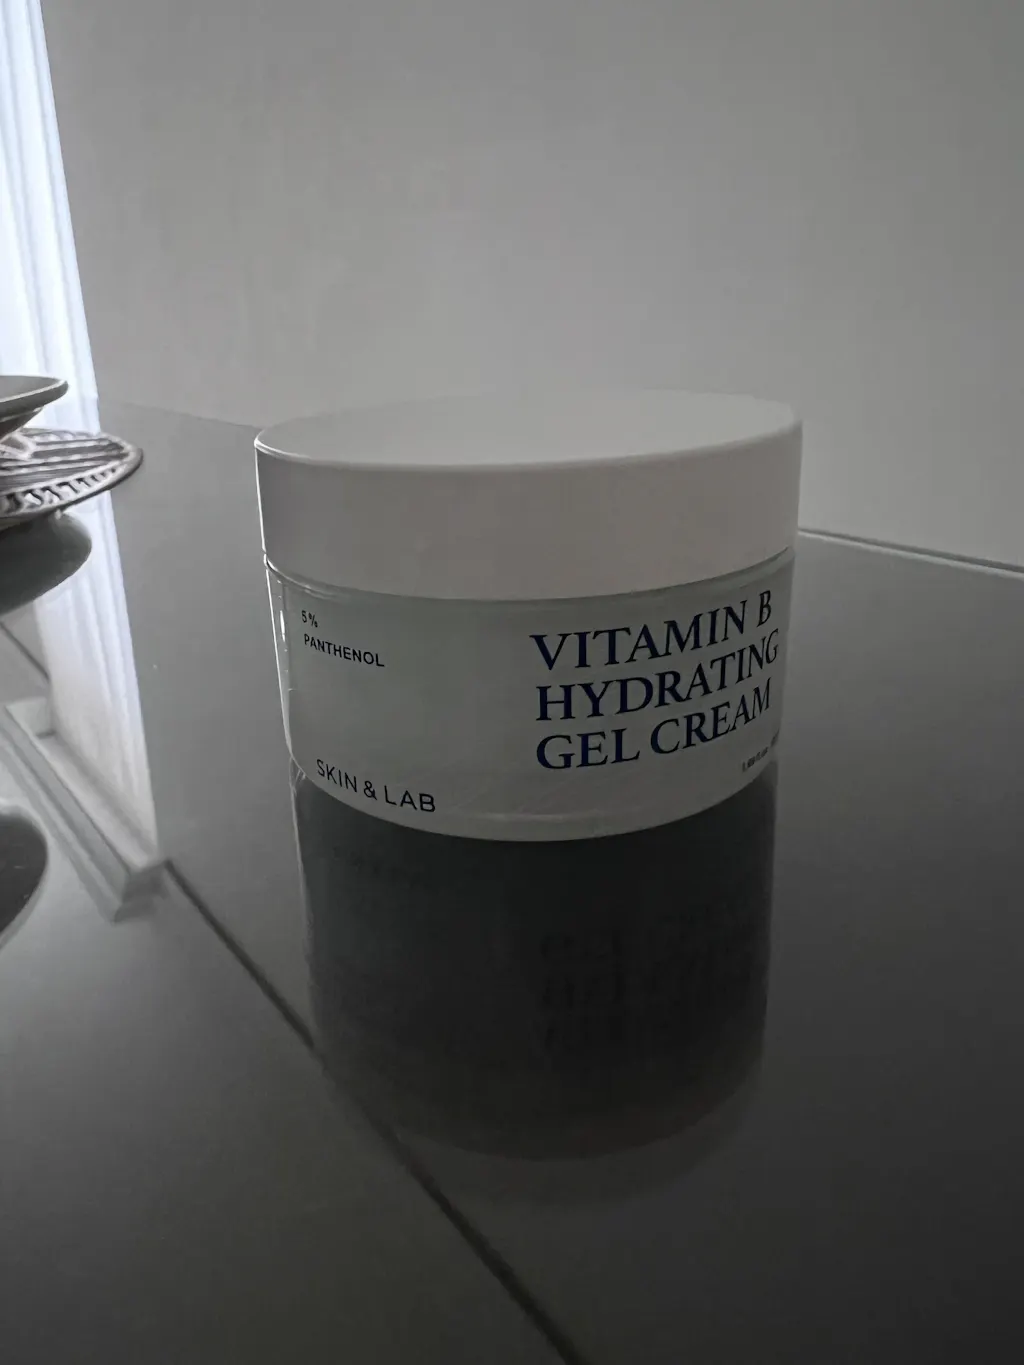 5%
PANTHENOL
VITAMIN B
HYDRATING
GEL CREAM
SKIN & LAB